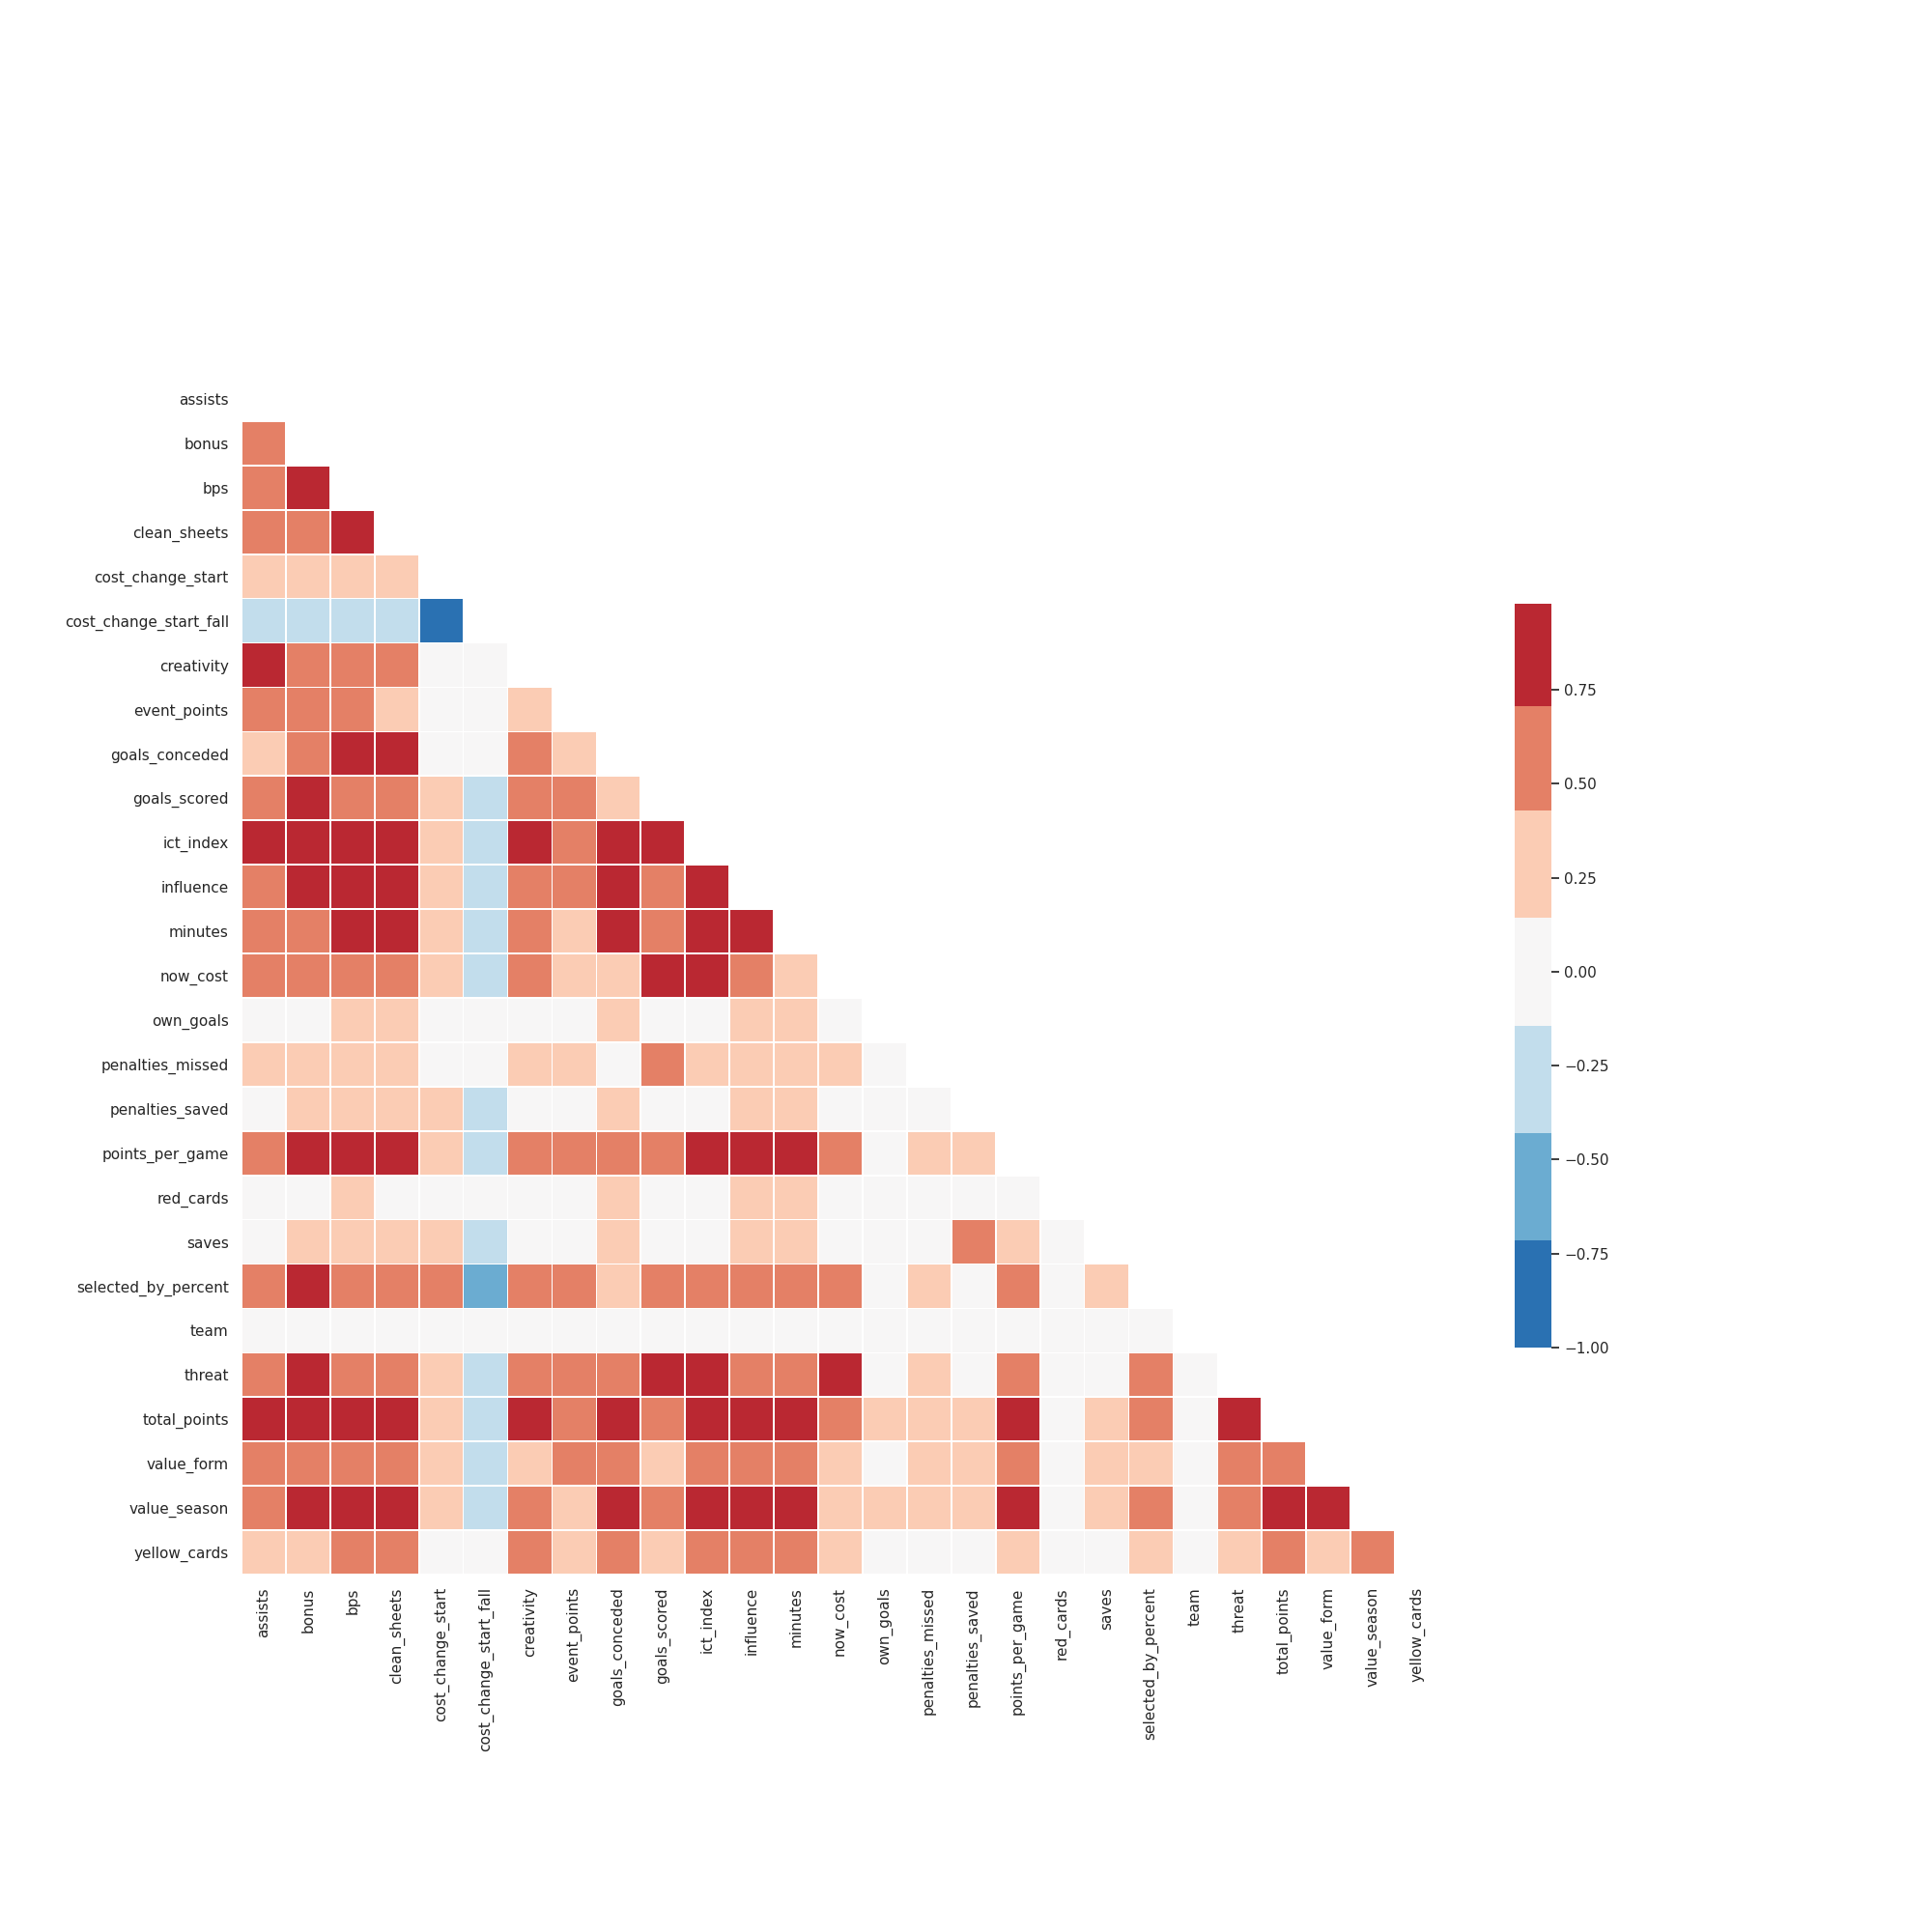 assists
bonus
bps
clean_sheets
cost_change_start
cost_change_start_fall
creativity
event_points
goals_conceded
goals_scored
ict_index
influence
minutes
now_cost
own_goals
penalties_missed
penalties_saved
points_per_game
red_cards
saves
selected_by_percent
team
threat
total_points
value_form
value_season
yellow_cards
assists
bonus
bps
clean_sheets
cost_change_start
cost_change_start_fall
creativity
event_points
goals_conceded
goals_scored
ict_index
influence
minutes
now_cost
own_goals
penalties_missed
penalties_saved
points_per_game
red_cards
saves
selected_by_percent
team
threat
total_points
value_form
value_season
yellow_cards
0.75
0.50
0.25
0.00
−0.25
−0.50
−0.75
−1.00